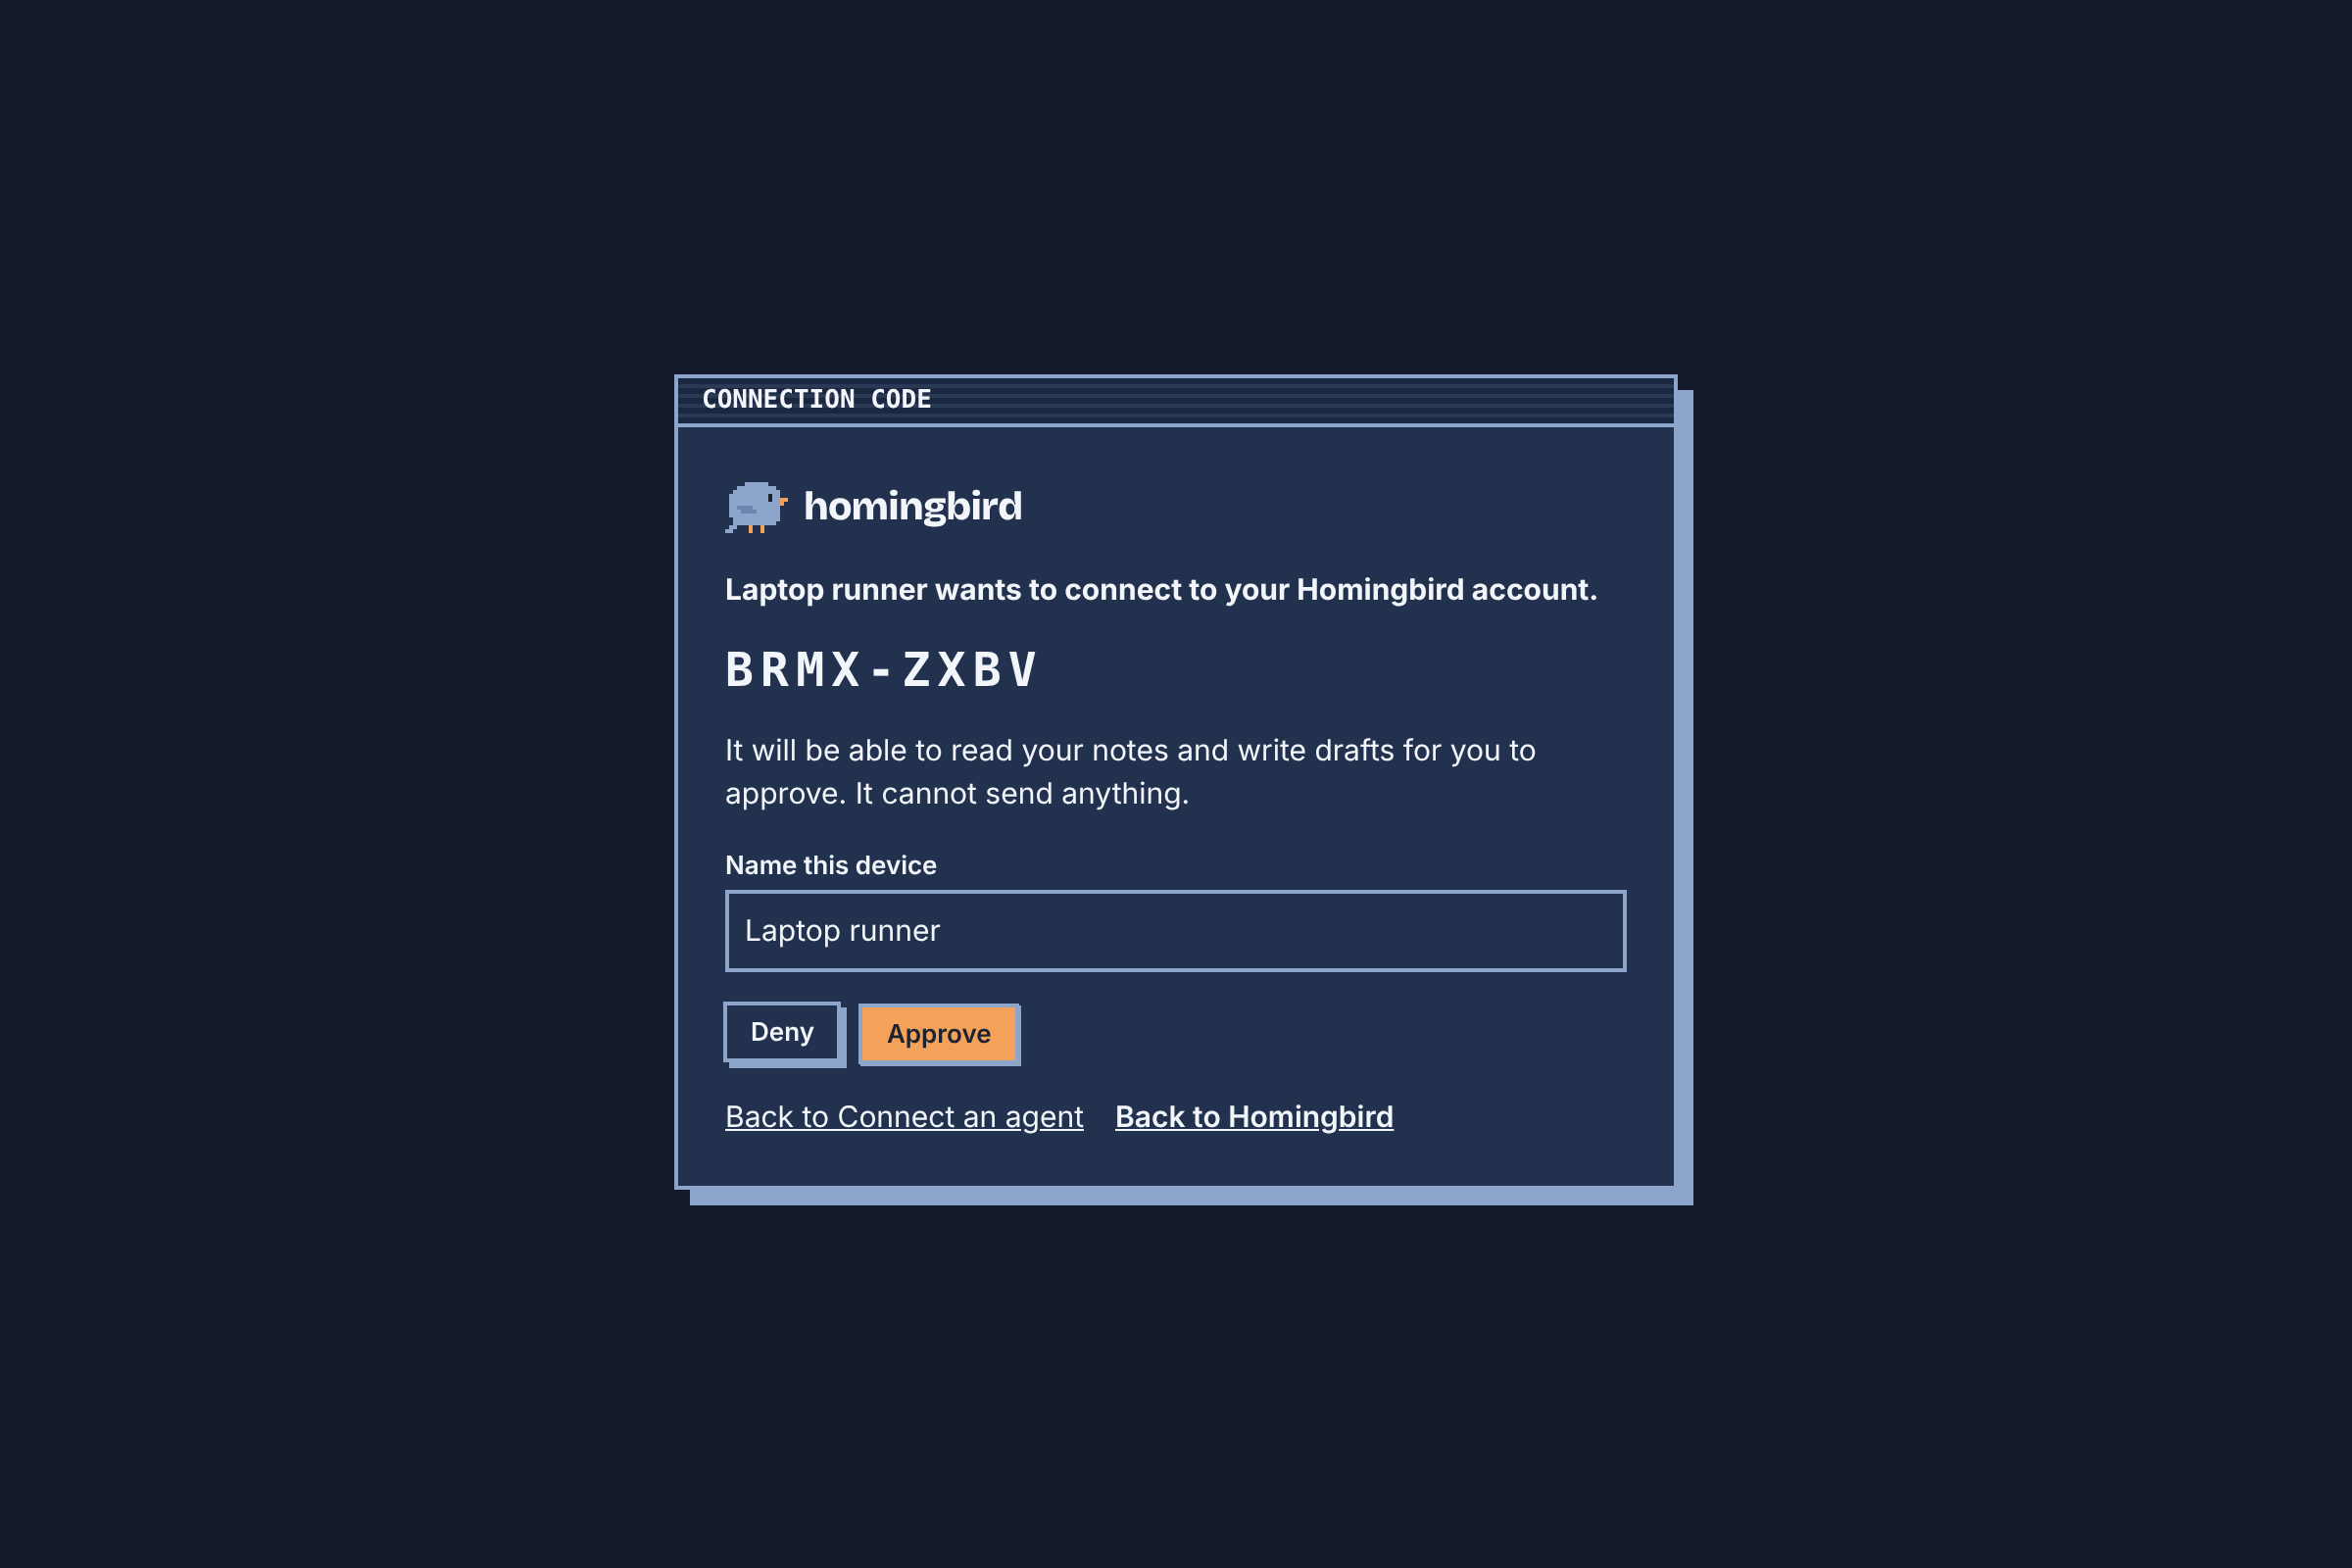 CONNECTION CODE
homingbird
Laptop runner wants to connect to your Homingbird account.
BRMX-ZXBV
It will be able to read your notes and write drafts for you to
approve. It cannot send anything.
Name this device
Laptop runner
Deny Approve
Back to Connect an agent Back to Homingbird